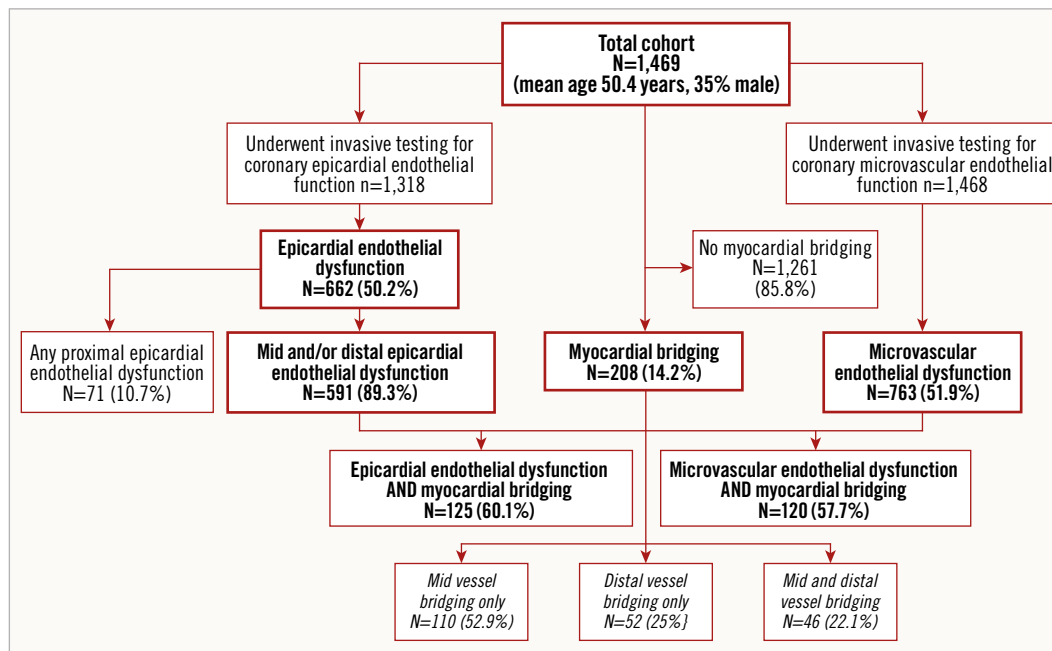 Total cohort
N=1,469
(mean age 50.4 years, 35% male)
Underwent invasive testing for
coronary epicardial endothelial
function n=1,318
Underwent invasive testing for
coronary microvascular endothelial
function n=1,468
Epicardial endothelial
dysfunction
N=662 (50.2%)
No myocardial bridging
N=1,261
(85.8%)
Any proximal epicardial
endothelial dysfunction
N=71 (10.7%)
Mid and/or distal epicardial
endothelial dysfunction
N=591 (89.3%)
Myocardial bridging
N=208 (14.2%)
Microvascular
endothelial dysfunction
N=763 (51.9%)
Epicardial endothelial dysfunction
AND myocardial bridging
N=125 (60.1%)
Microvascular endothelial dysfunction
AND myocardial bridging
N=120 (57.7%)
Mid vessel
bridging only
N=110 (52.9%)
Distal vessel
bridging only
N=52 (25%}
Mid and distal
vessel bridging
N=46 (22.1%)